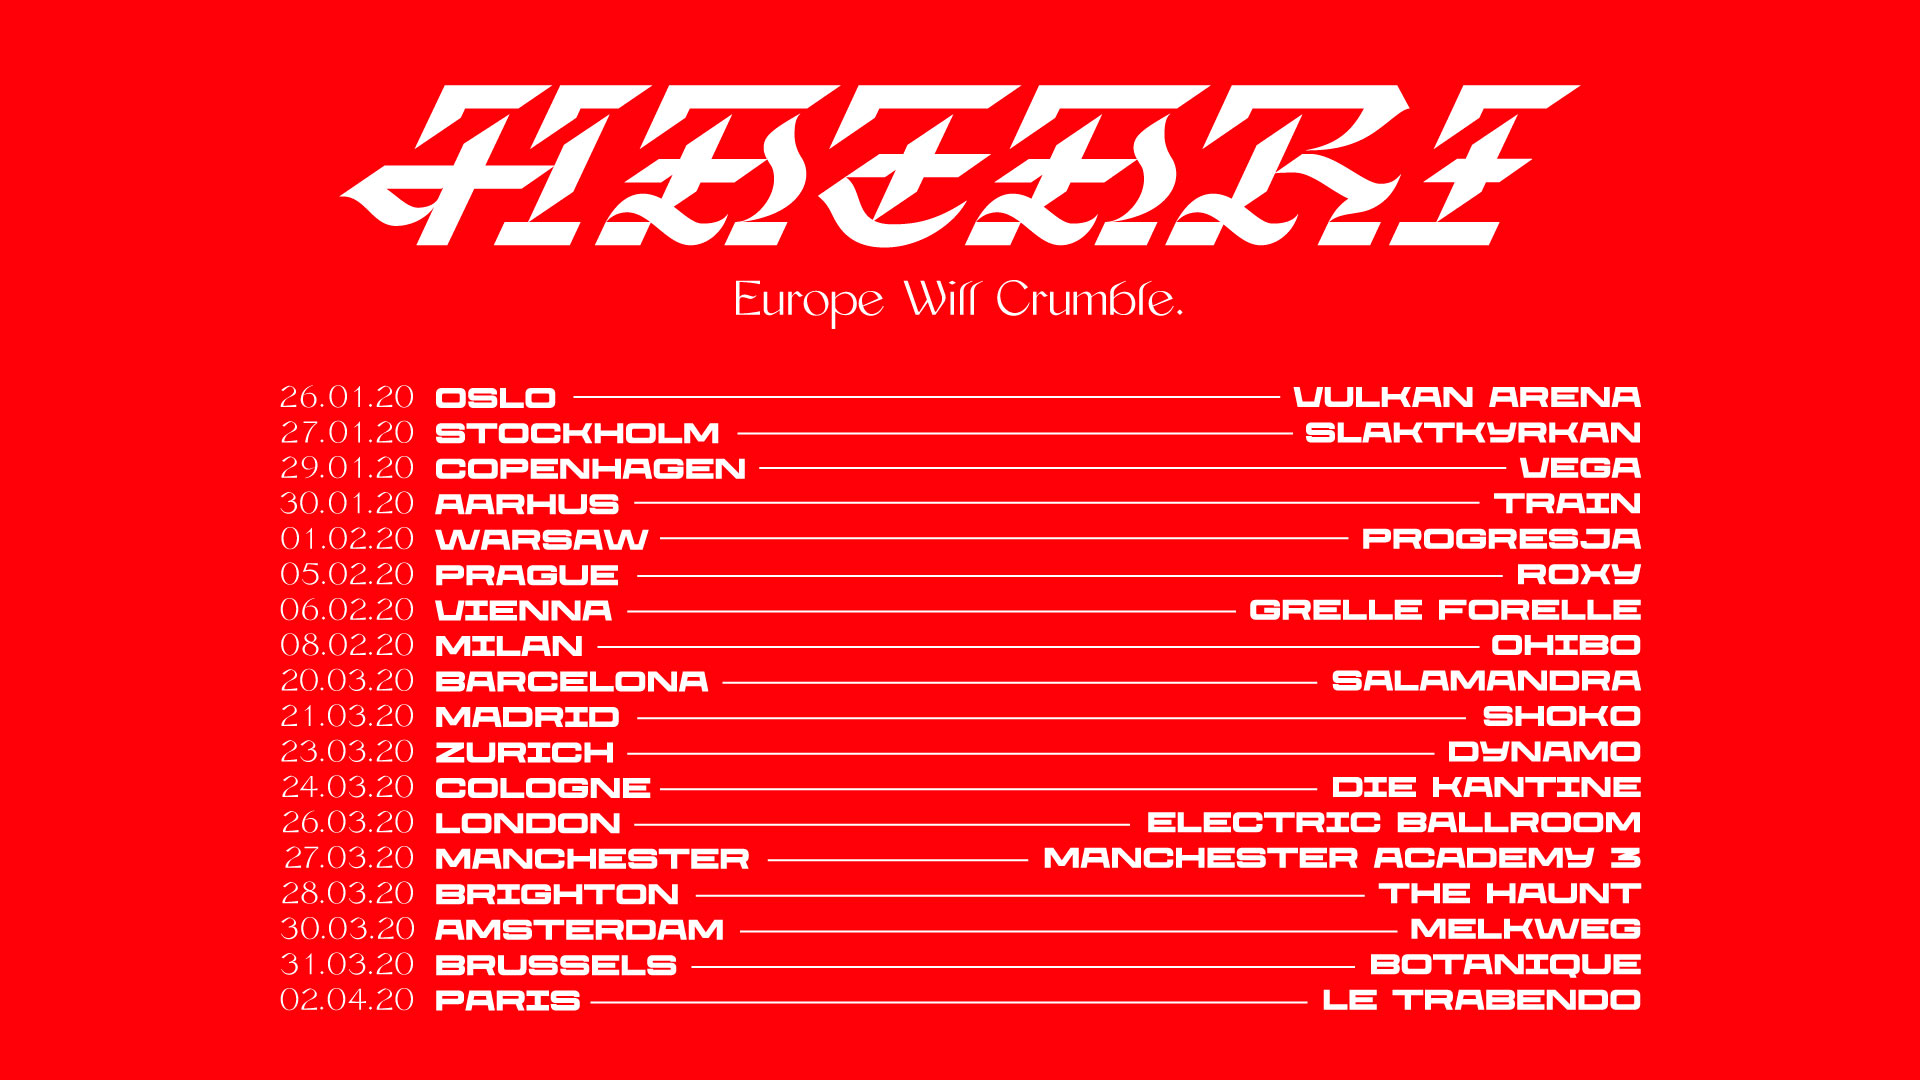 HATARI
Europe Will Crumble.
26.01.20 OSLO VULKAN ARENA
27.01.20 STOCKHOLM SLAKTKYRKAN
29.01.20 COPENHAGEN VEGA
30.01.20 AARHUS TRAIN
01.02.20 WARSAW PROGRESJA
05.02.20 PRAGUE ROXY
06.02.20 VIENNA GRELLE FORELLE
08.02.20 MILAN OHIBO
20.03.20 BARCELONA SALAMANDRA
21.03.20 MADRID SHOKO
23.03.20 ZURICH DYNAMO
24.03.20 COLOGNE DIE KANTINE
26.03.20 LONDON ELECTRIC BALLROOM
27.03.20 MANCHESTER MANCHESTER ACADEMY 3
28.03.20 BRIGHTON THE HAUNT
30.03.20 AMSTERDAM MELKWEG
31.03.20 BRUSSELS BOTANIQUE
02.04.20 PARIS LE TRABENDO